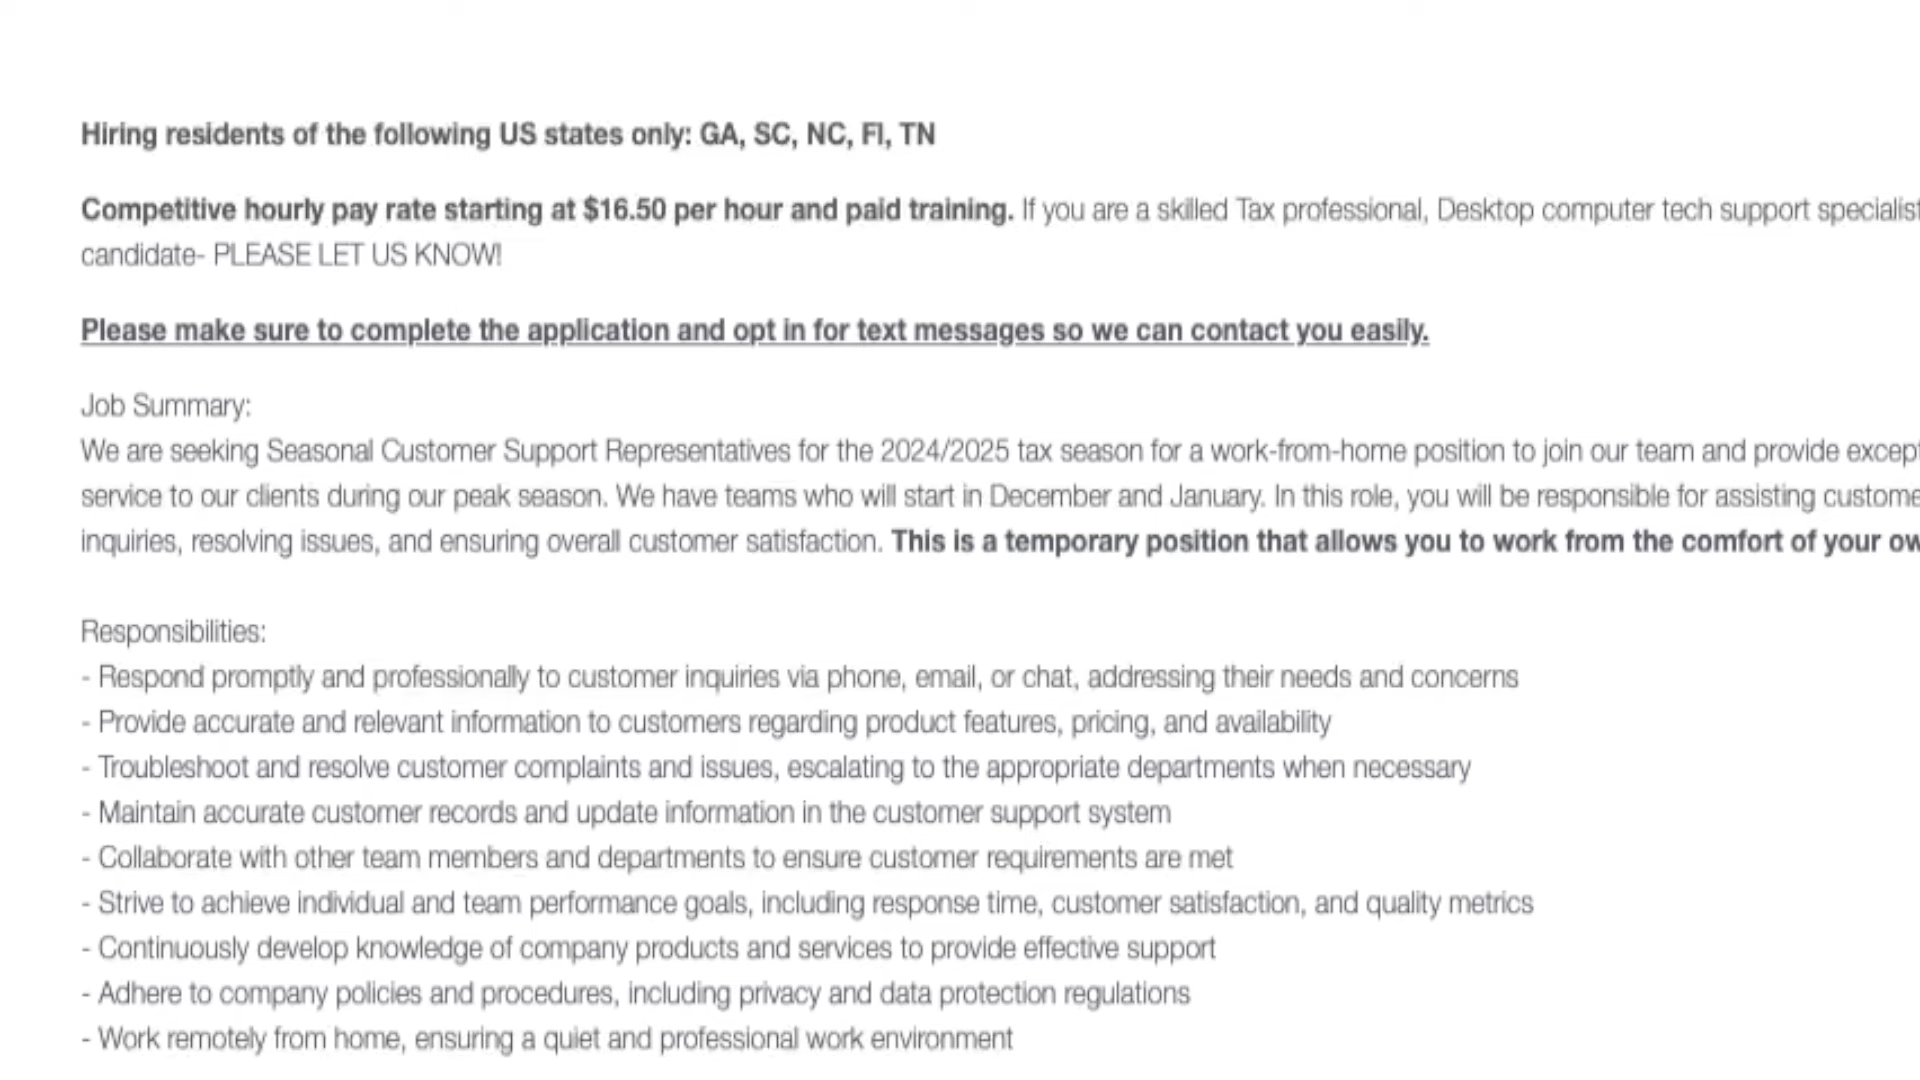 Hiring residents of the following US states only: GA, SC, NC, Fl, TN
Competitive hourly pay rate starting at $16.50 per hour and paid training. If you are a skilled Tax professional, Desktop computer tech support specialist
candidate- PLEASE LET US KNOW!
Please make sure to complete the application and opt in for text messages so we can contact you easily.
Job Summary:
We are seeking Seasonal Customer Support Representatives for the 2024/2025 tax season for a work-from-home position to join our team and provide except
service to our clients during our peak season. We have teams who will start in December and January. In this role, you will be responsible for assisting custome
inquiries, resolving issues, and ensuring overall customer satisfaction. This is a temporary position that allows you to work from the comfort of your ow
Responsibilities:
- Respond promptly and professionally to customer inquiries via phone, email, or chat, addressing their needs and concerns
- Provide accurate and relevant information to customers regarding product features, pricing, and availability
- Troubleshoot and resolve customer complaints and issues, escalating to the appropriate departments when necessary
- Maintain accurate customer records and update information in the customer support system
- Collaborate with other team members and departments to ensure customer requirements are met
- Strive to achieve individual and team performance goals, including response time, customer satisfaction, and quality metrics
- Continuously develop knowledge of company products and services to provide effective support
- Adhere to company policies and procedures, including privacy and data protection regulations
- Work remotely from home, ensuring a quiet and professional work environment